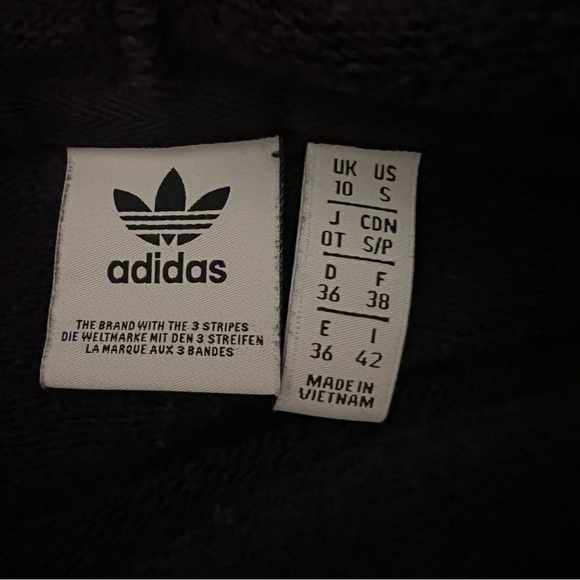 adidas
THE BRAND WITH THE 3 STRIPES
DIE WELTMARKE MIT DEN 3 STREIFEN
LA MARQUE AUX 3 BANDES
UK US
10 S
J CDN
OT S/P
D F
36 38
E I
36 42
MADE IN
VIETNAM